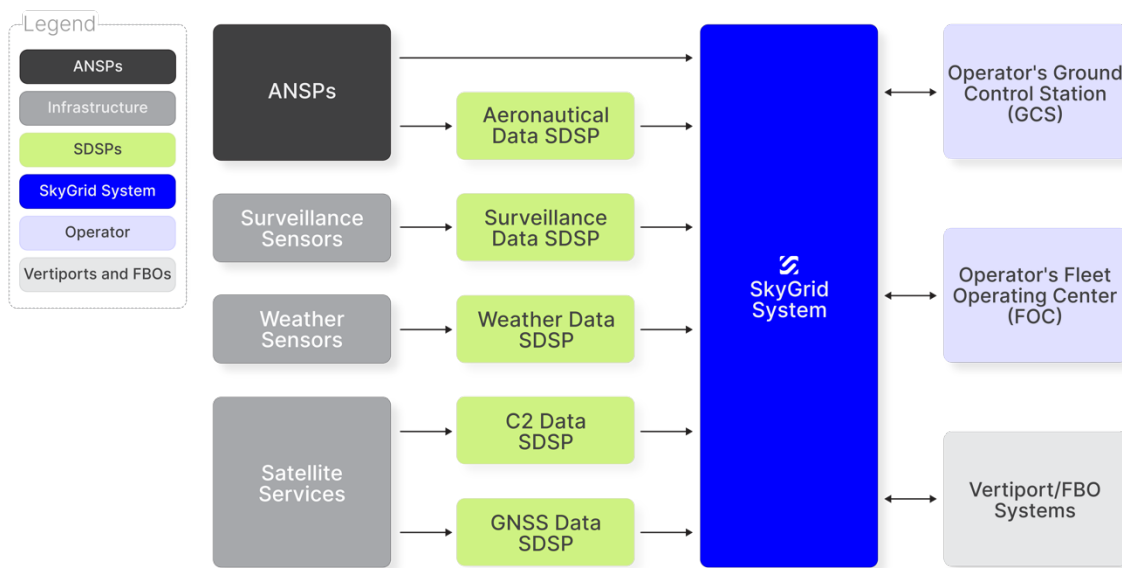 Legend
ANSPs
Infrastructure
SDSPs
SkyGrid System
Operator
Vertiports and FBOs
ANSPs
Aeronautical
Data SDSP
Surveillance
Sensors
Surveillance
Data SDSP
Weather
Sensors
Weather Data
SDSP
Satellite
Services
C2 Data
SDSP
GNSS Data
SDSP
SkyGrid
System
Operator's Ground
Control Station
(GCS)
Operator's Fleet
Operating Center
(FOC)
Vertiport/FBO
Systems